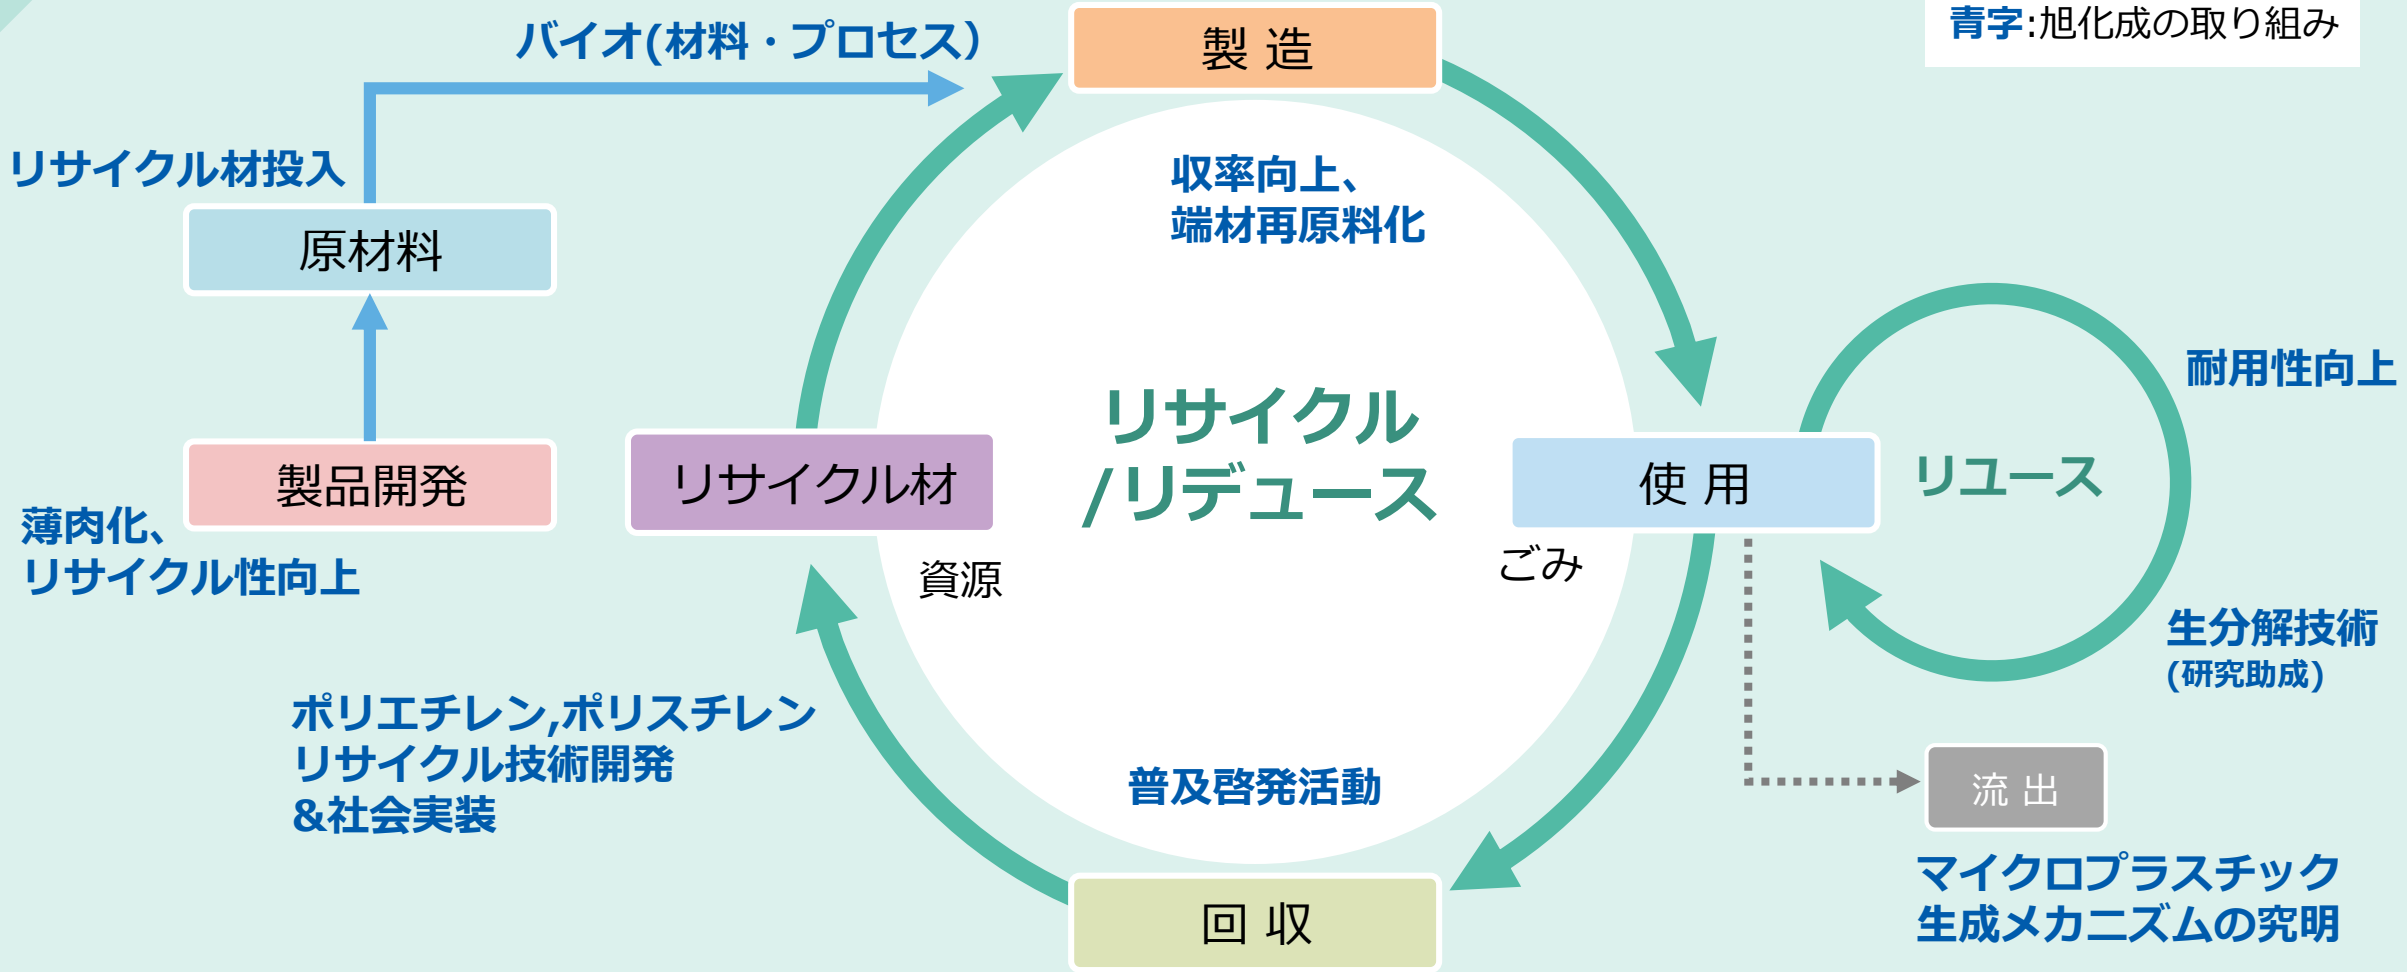 青字:旭化成の取り組み
バイオ(材料・プロセス)
製 造
リサイクル材投入
収率向上、
端材再原料化
原材料
耐用性向上
リサイクル
/リデュース
リユース
製品開発
リサイクル材
使 用
薄肉化、
リサイクル性向上
資源
ごみ
生分解技術
(研究助成)
ポリエチレン,ポリスチレン
リサイクル技術開発
&社会実装
普及啓発活動
流 出
マイクロプラスチック
生成メカニズムの究明
回 収